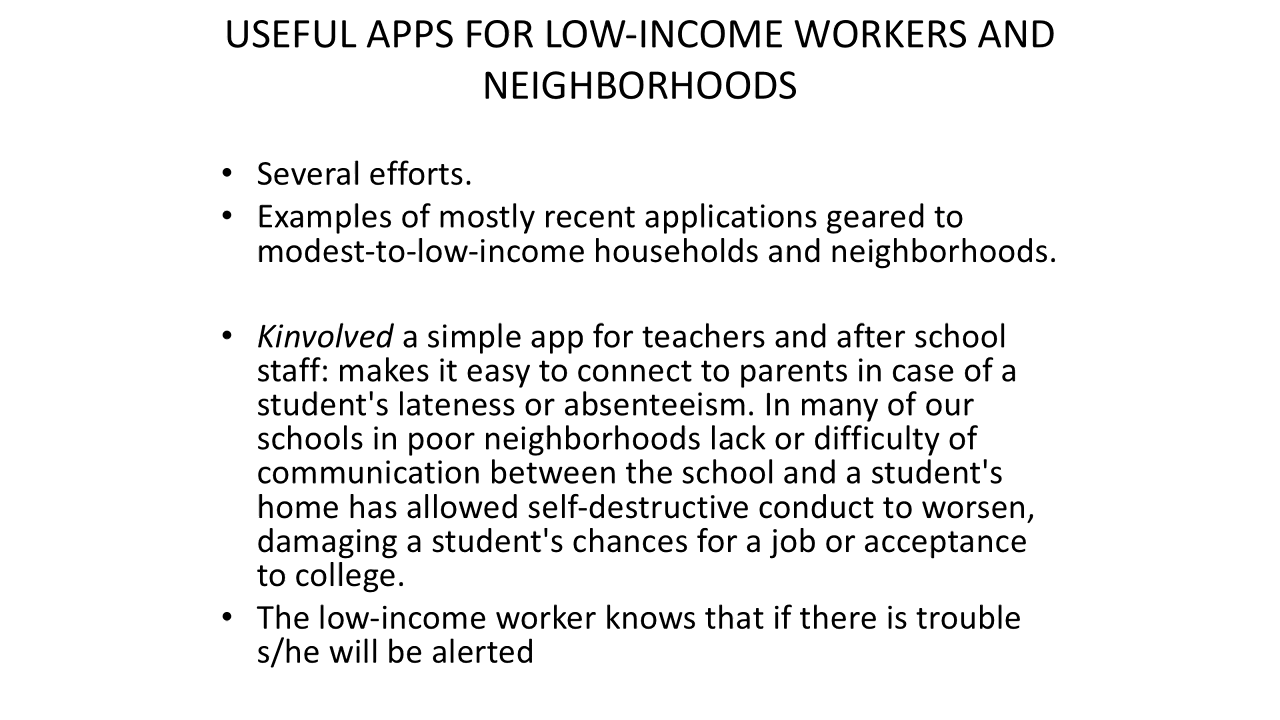 USEFUL APPS FOR LOW-INCOME WORKERS AND
NEIGHBORHOODS
• Several efforts.
• Examples of mostly recent applications geared to
modest-to-low-income households and neighborhoods.
• Kinvolved a simple app for teachers and after school
staff: makes it easy to connect to parents in case of a
student's lateness or absenteeism. In many of our
schools in poor neighborhoods lack or difficulty of
communication between the school and a student's
home has allowed self-destructive conduct to worsen,
damaging a student's chances for a job or acceptance
to college.
• The low-income worker knows that if there is trouble
s/he will be alerted